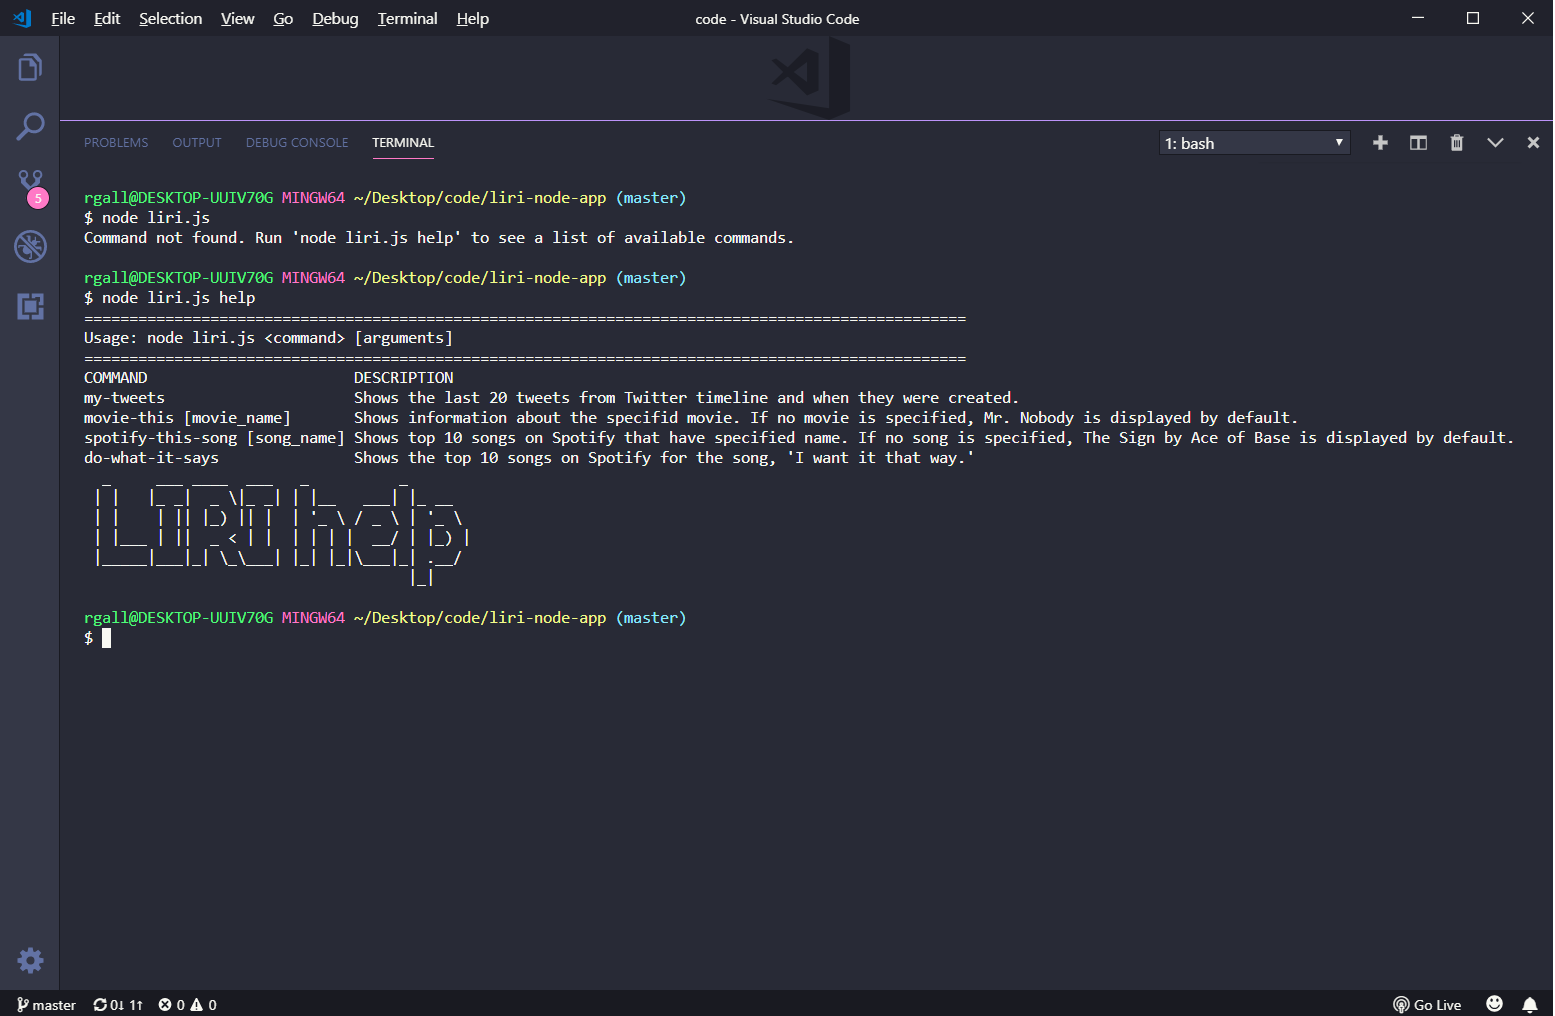 File Edit Selection View Go Debug Terminal Help
code - Visual Studio Code
PROBLEMS OUTPUT DEBUG CONSOLE TERMINAL
1: bash
5
rgall@DESKTOP-UUIV70G MINGW64 ~/Desktop/code/liri-node-app (master)
$ node liri.js
Command not found. Run 'node liri.js help' to see a list of available commands.
rgall@DESKTOP-UUIV70G MINGW64 ~/Desktop/code/liri-node-app (master)
$ node liri.js help
==================================================================================================
Usage: node liri.js <command> [arguments]
==================================================================================================
COMMAND DESCRIPTION
my-tweets Shows the last 20 tweets from Twitter timeline and when they were created.
movie-this [movie_name] Shows information about the specifid movie. If no movie is specified, Mr. Nobody is displayed by default.
spotify-this-song [song_name] Shows top 10 songs on Spotify that have specified name. If no song is specified, The Sign by Ace of Base is displayed by default.
do-what-it-says Shows the top 10 songs on Spotify for the song, 'I want it that way.'
LIRI help
rgall@DESKTOP-UUIV70G MINGW64 ~/Desktop/code/liri-node-app (master)
$
master 0↓ 1↑ 0 0 Go Live